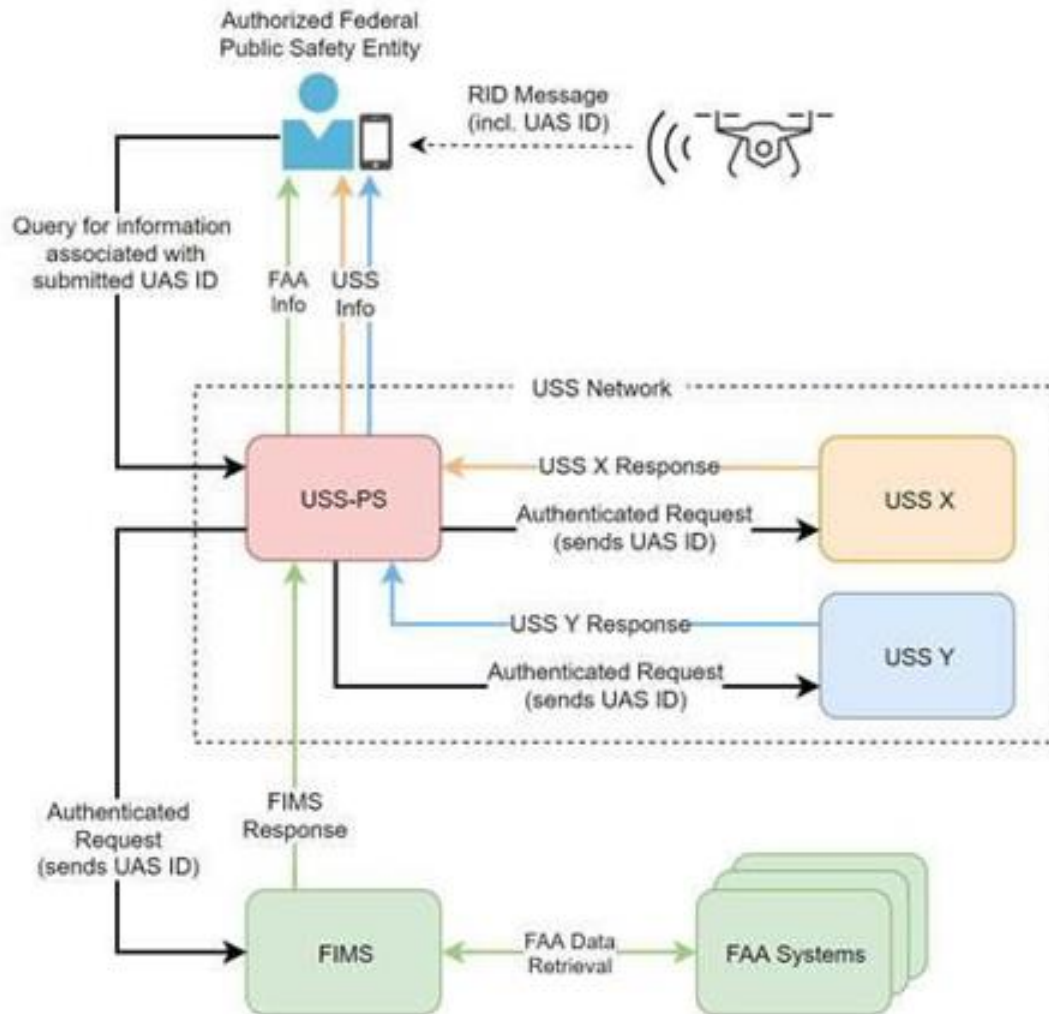 Authorized Federal
Public Safety Entity
RID Message
(incl. UAS ID)
Query for information
associated with
submitted UAS ID
FAA
Info
USS
Info
USS Network
USS-PS
USS X Response
USS X
Authenticated Request
(sends UAS ID)
USS Y Response
USS Y
Authenticated Request
(sends UAS ID)
FIMS
Response
Authenticated
Request
(sends UAS ID)
FIMS
FAA Data
Retrieval
FAA Systems